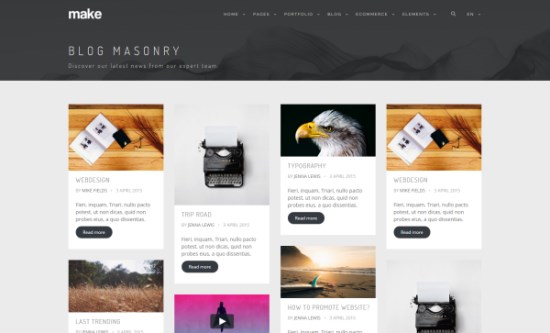 make
HOME PAGES PORTFOLIO BLOG ECOMMERCE ELEMENTS EN
BLOG MASONRY
Discover our latest news from our expert team
WEBDESIGN
BY MIKE FIELDS • 5 APRIL, 2015
Fieri, inquam, Triari, nullo pacto
potest, ut non dicas, quid non
probes eius, a quo dissentias.
Read more
LAST TRENDING
BY JENNA LEWIS • 5 APRIL, 2015
TRIP ROAD
BY JENNA LEWIS • 5 APRIL, 2015
Fieri, inquam, Triari, nullo pacto
potest, ut non dicas, quid non
probes eius, a quo dissentias.
Read more
TYPOGRAPHY
BY JENNA LEWIS • 5 APRIL, 2015
Fieri, inquam, Triari, nullo pacto
potest, ut non dicas, quid non
probes eius, a quo dissentias.
Read more
HOW TO PROMOTE WEBSITE?
BY JENNA LEWIS • 5 APRIL, 2015
WEBDESIGN
BY MIKE FIELDS • 5 APRIL, 2015
Fieri, inquam, Triari, nullo pacto
potest, ut non dicas, quid non
probes eius, a quo dissentias.
Read more